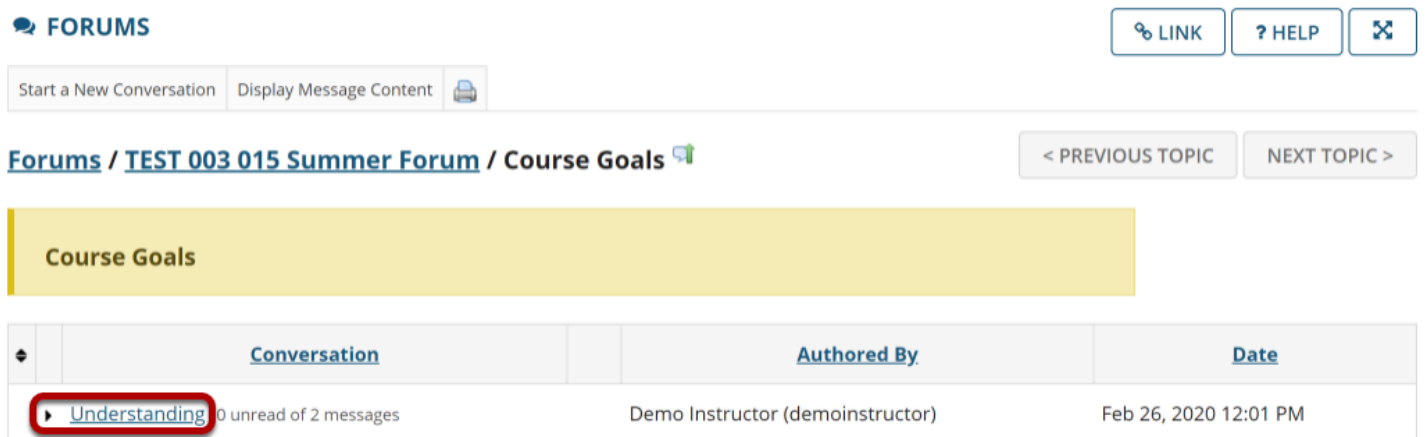 FORUMS
LINK
? HELP
Start a New Conversation
Display Message Content
Forums / TEST 003 015 Summer Forum / Course Goals
< PREVIOUS TOPIC
NEXT TOPIC >
Course Goals
Conversation
Authored By
Date
Understanding 0 unread of 2 messages
Demo Instructor (demoinstructor)
Feb 26, 2020 12:01 PM